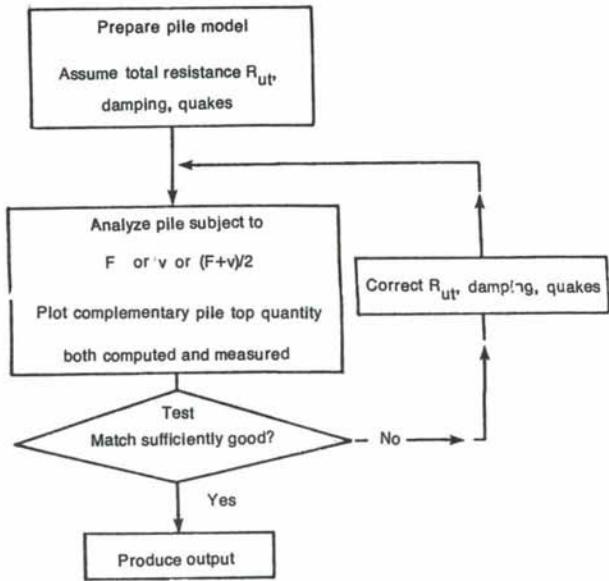 Prepare pile model
Assume total resistance Rut,
damping, quakes
Analyze pile subject to
F or v or (F+v)/2
Plot complementary pile top quantity
both computed and measured
Correct Rut, damping, quakes
Test
Match sufficiently good?
No
Yes
Produce output